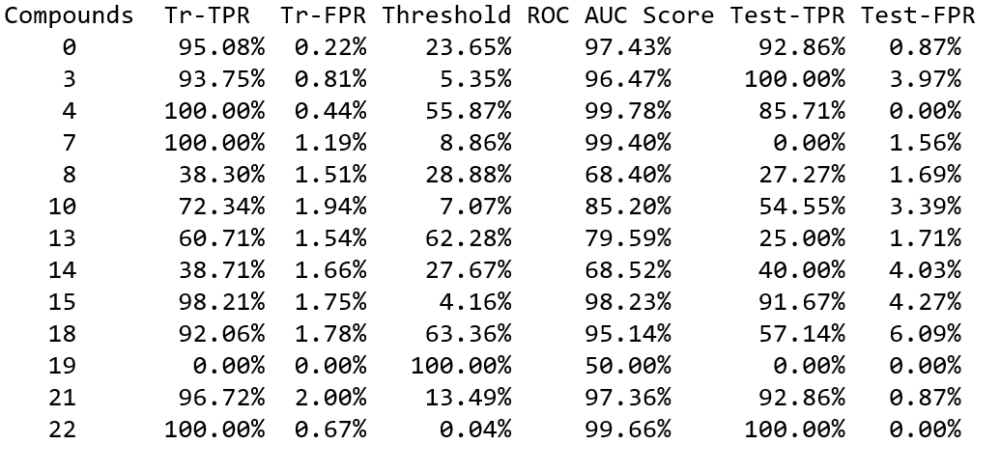 Compounds Tr-TPR Tr-FPR Threshold ROC AUC Score Test-TPR Test-FPR
0 95.08% 0.22% 23.65% 97.43% 92.86% 0.87%
3 93.75% 0.81% 5.35% 96.47% 100.00% 3.97%
4 100.00% 0.44% 55.87% 99.78% 85.71% 0.00%
7 100.00% 1.19% 8.86% 99.40% 0.00% 1.56%
8 38.30% 1.51% 28.88% 68.40% 27.27% 1.69%
10 72.34% 1.94% 7.07% 85.20% 54.55% 3.39%
13 60.71% 1.54% 62.28% 79.59% 25.00% 1.71%
14 38.71% 1.66% 27.67% 68.52% 40.00% 4.03%
15 98.21% 1.75% 4.16% 98.23% 91.67% 4.27%
18 92.06% 1.78% 63.36% 95.14% 57.14% 6.09%
19 0.00% 0.00% 100.00% 50.00% 0.00% 0.00%
21 96.72% 2.00% 13.49% 97.36% 92.86% 0.87%
22 100.00% 0.67% 0.04% 99.66% 100.00% 0.00%